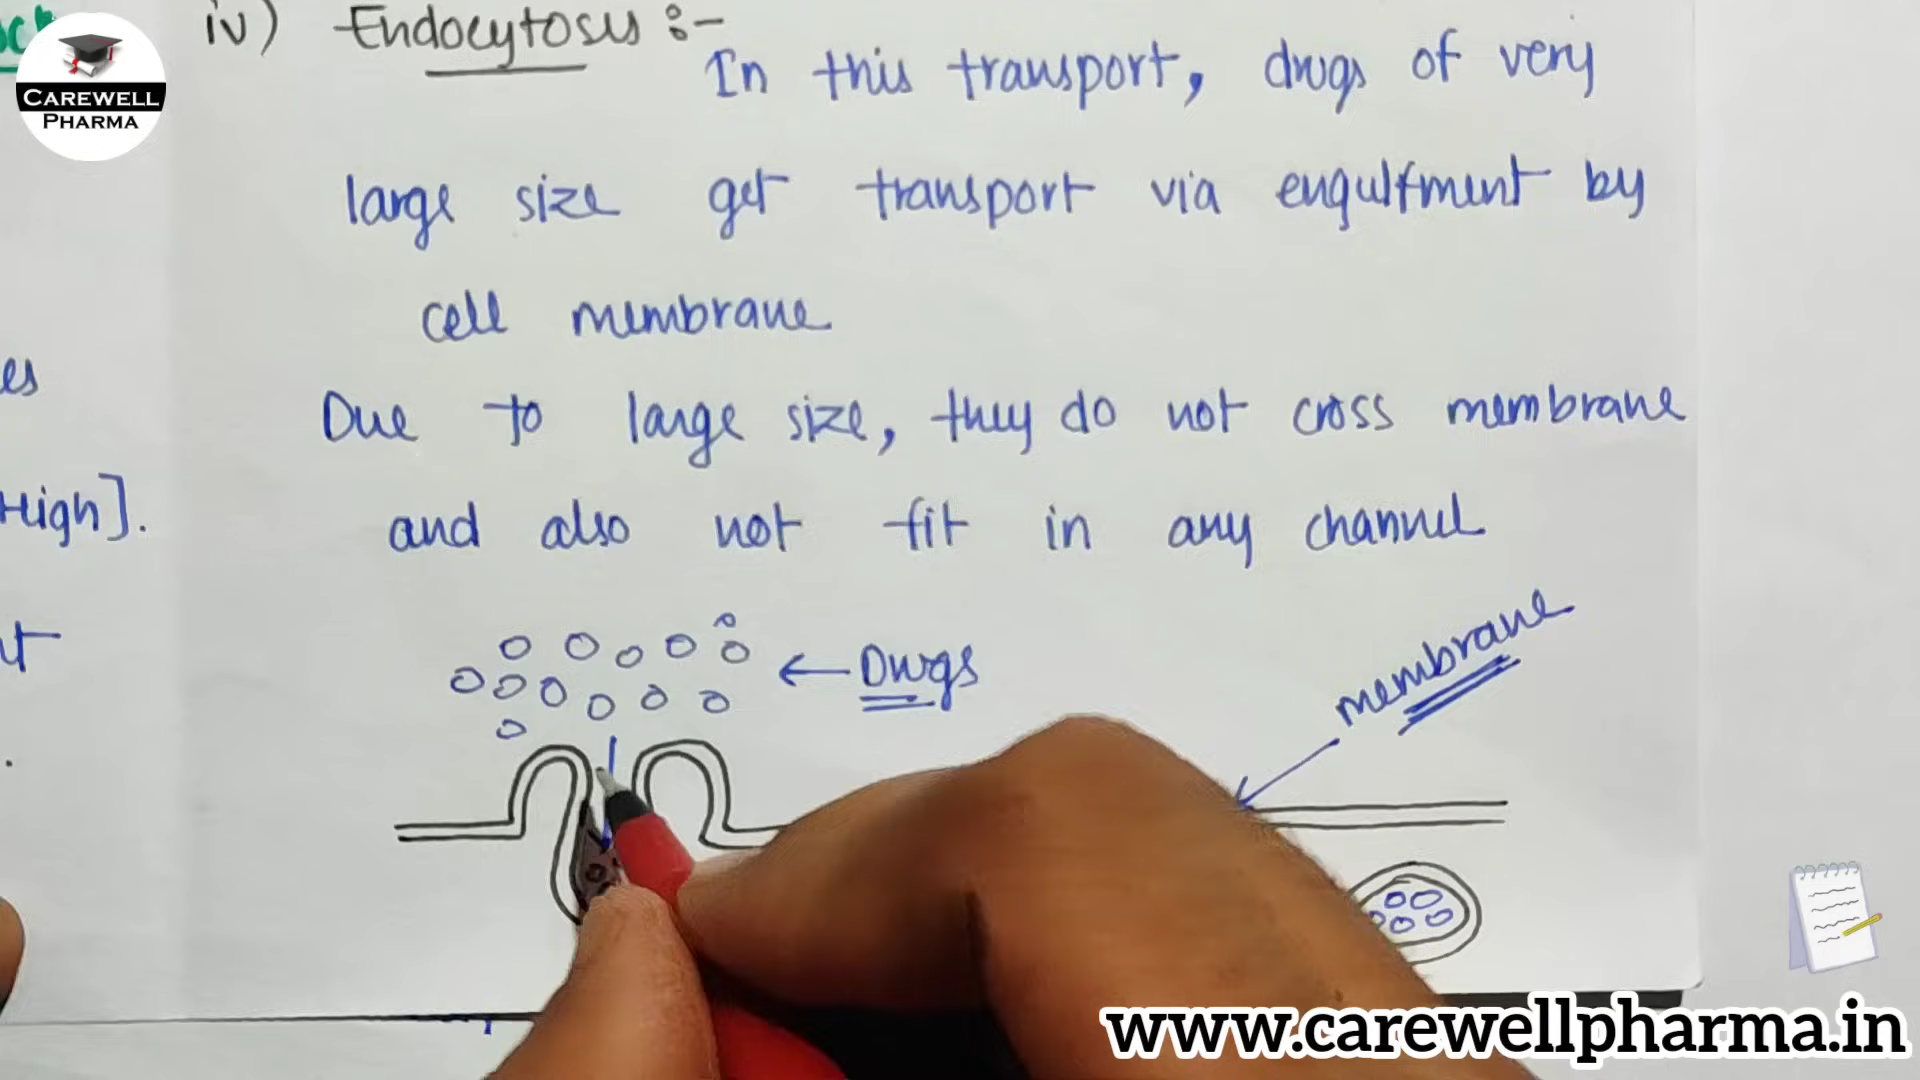 CAREWELL
PHARMA
iv) Endocytosis :-
In this transport, drugs of very
large size get transport via engulfment by
cell membrane
es
Due to large size, they do not cross membrane
High].
and also not fit in any channel
← Drugs
membrane
www.carewellpharma.in